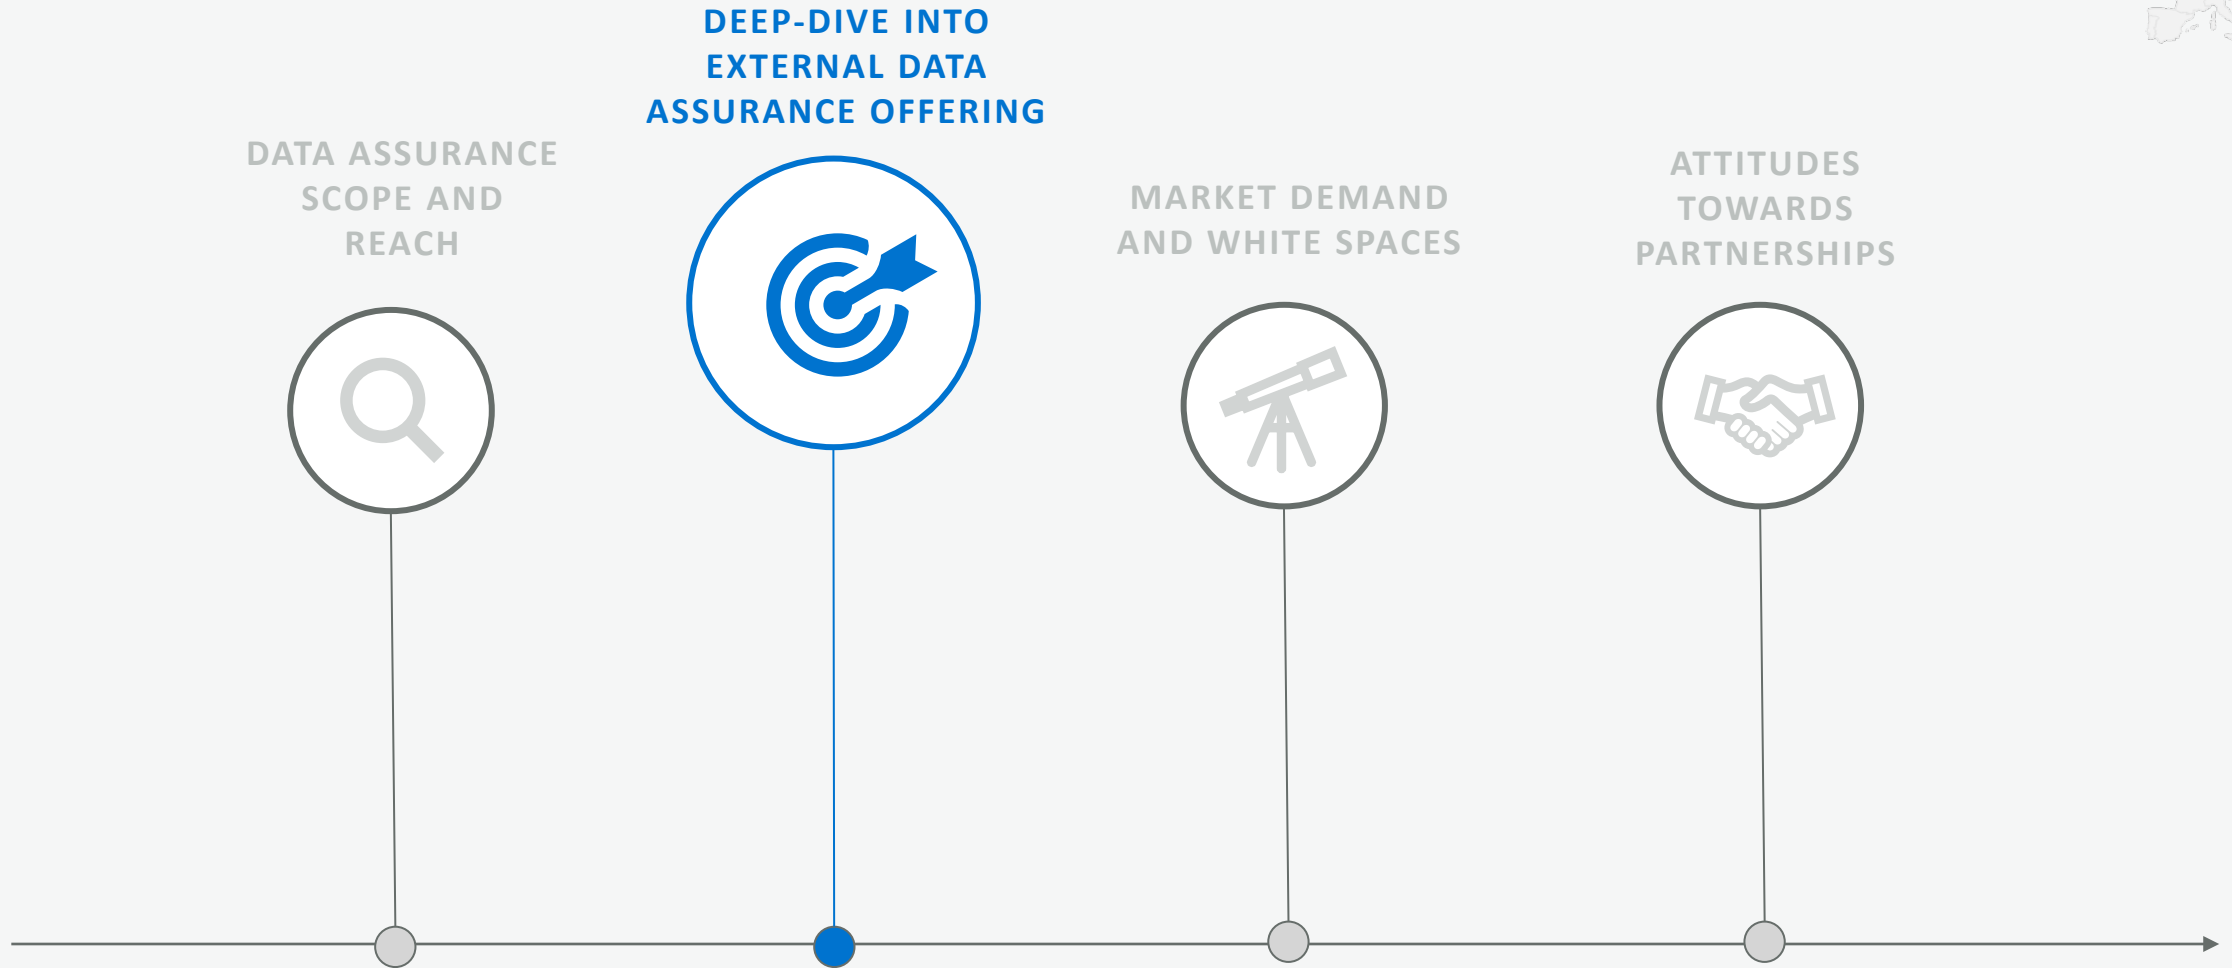 DATA ASSURANCE
SCOPE AND
REACH
DEEP-DIVE INTO
EXTERNAL DATA
ASSURANCE OFFERING
MARKET DEMAND
AND WHITE SPACES
ATTITUDES
TOWARDS
PARTNERSHIPS